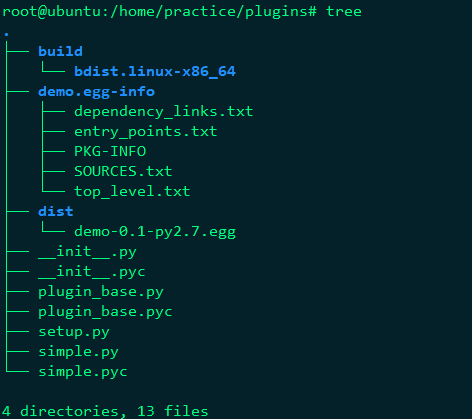 root@ubuntu:/home/practice/plugins# tree
.
├── build
│   └── bdist.linux-x86_64
├── demo.egg-info
│   ├── dependency_links.txt
│   ├── entry_points.txt
│   ├── PKG-INFO
│   ├── SOURCES.txt
│   └── top_level.txt
├── dist
│   └── demo-0.1-py2.7.egg
├── __init__.py
├── __init__.pyc
├── plugin_base.py
├── plugin_base.pyc
├── setup.py
├── simple.py
└── simple.pyc

4 directories, 13 files